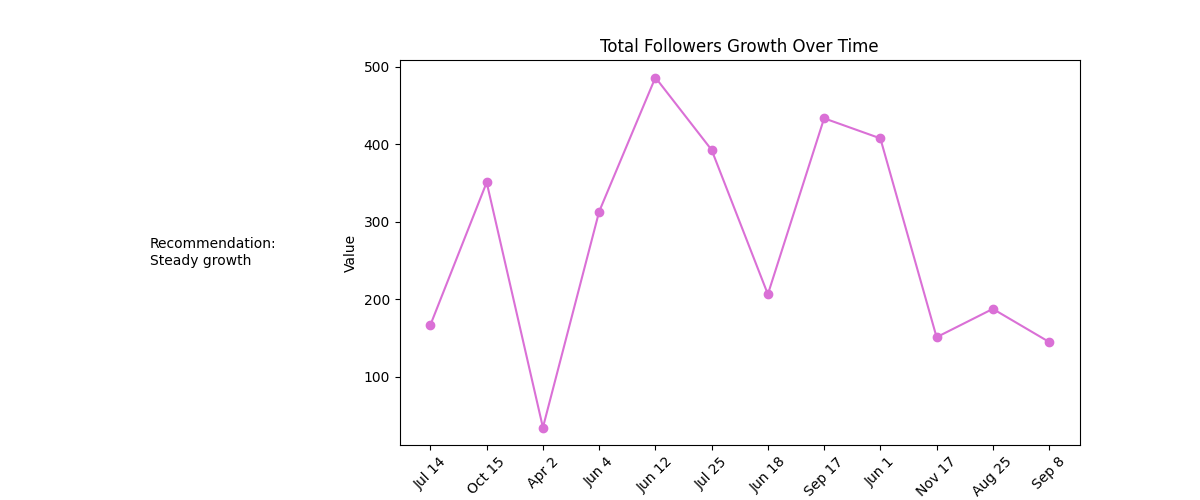 Total Followers Growth Over Time
Recommendation:
Steady growth
Value
500
400
300
200
100
Jul 14
Oct 15
Apr 2
Jun 4
Jun 12
Jul 25
Jun 18
Sep 17
Jun 1
Nov 17
Aug 25
Sep 8